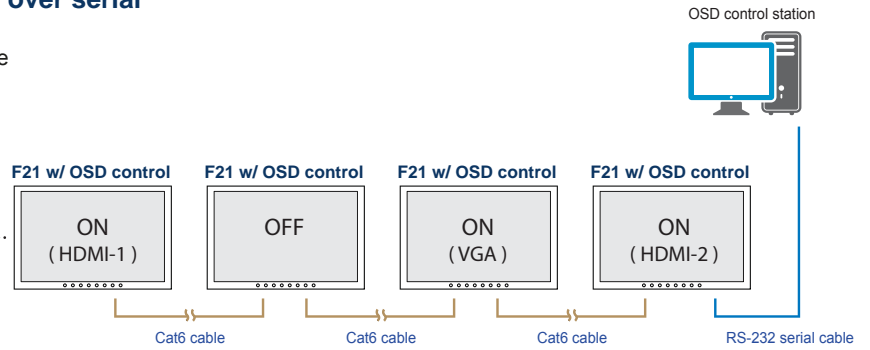 over serial
e
OSD control station
F21 w/ OSD control F21 w/ OSD control F21 w/ OSD control F21 w/ OSD control
ON OFF ON ON
( HDMI-1 ) ( VGA ) ( HDMI-2 )
.
Cat6 cable Cat6 cable Cat6 cable RS-232 serial cable